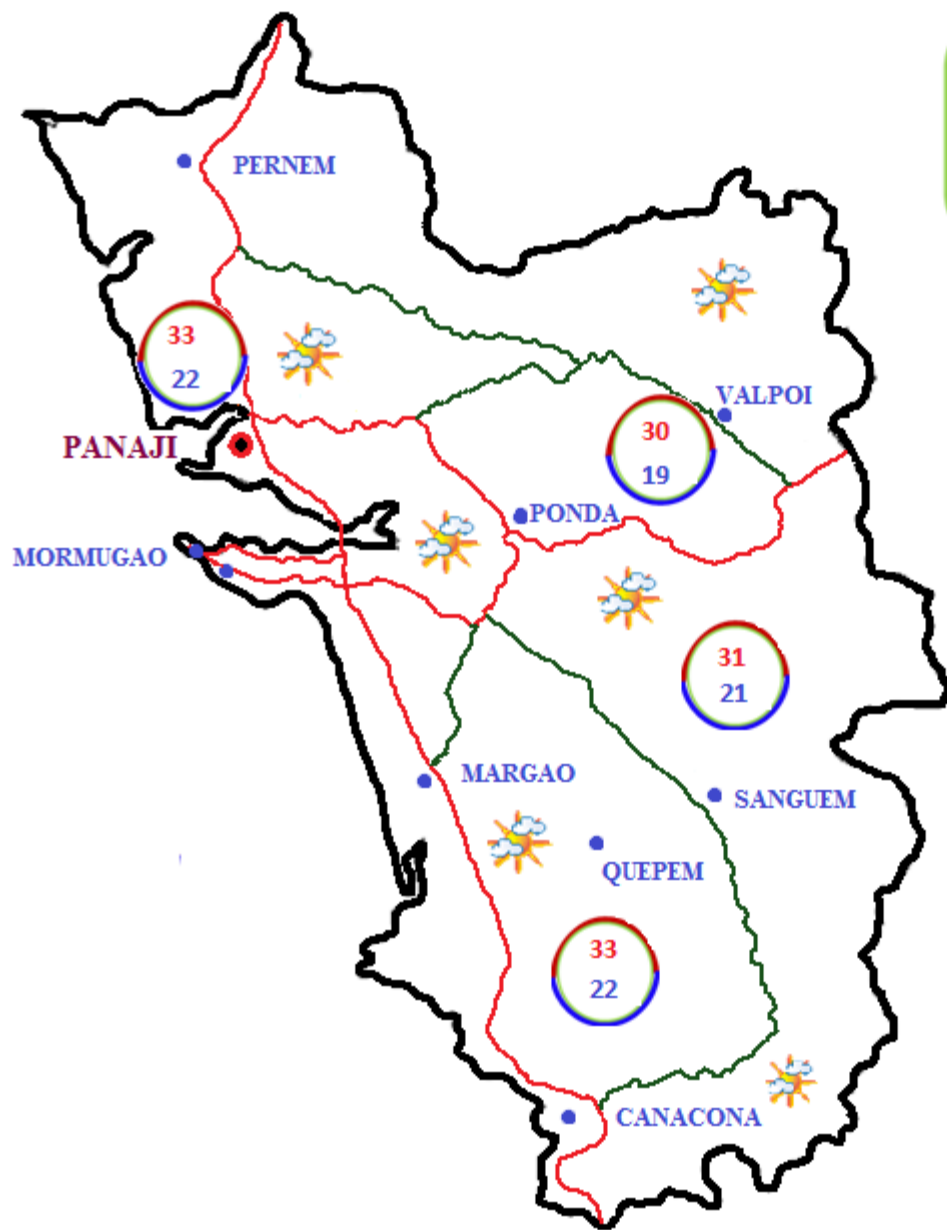 PERNEM
33
22
VALPOI
30
19
PANAJI
PONDA
MORMUGAO
31
21
MARGAO
SANGUEM
QUEPEM
33
22
CANACONA